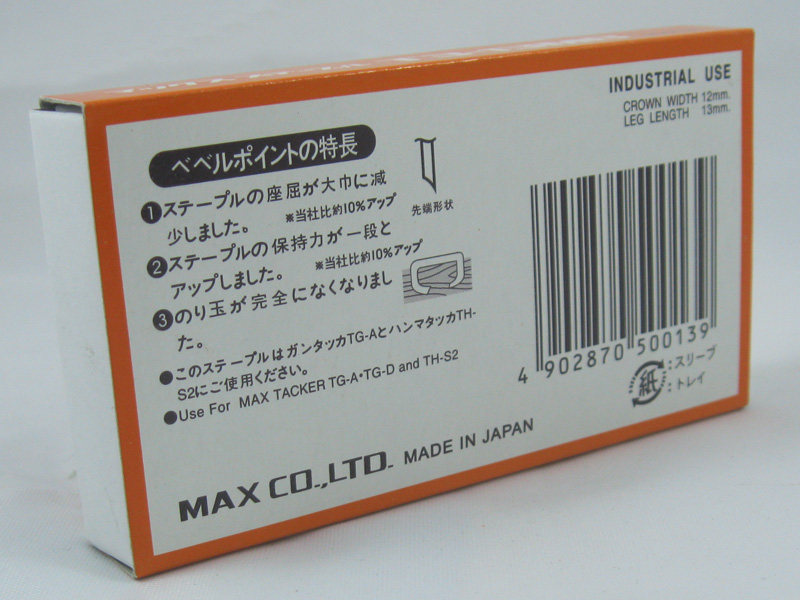 INDUSTRIAL USE
CROWN WIDTH 12mm.
LEG LENGTH 13mm.
ベベルポイントの特長
❶ステープルの座屈が大巾に減
少しました。 ※当社比約10%アップ
❷ステープルの保持力が一段と
アップしました。 ※当社比約10%アップ
❸のり玉が完全になくなりまし
た。
先端形状
●このステープルはガンタッカTG-AとハンマタッカTH-
S2にご使用ください。
●Use For MAX TACKER TG-A・TG-D and TH-S2
4 902870 500139
紙
:スリーブ
:トレイ
MAX CO.,LTD. MADE IN JAPAN